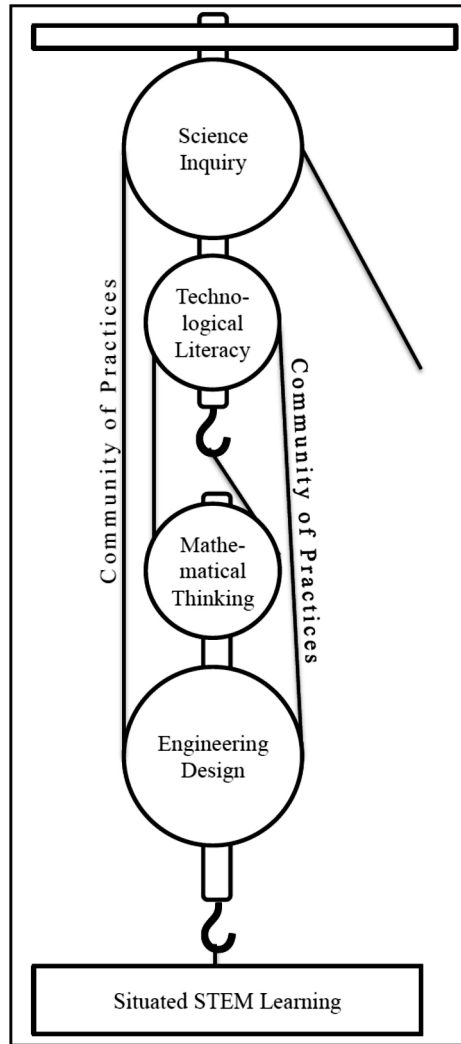 Science
Inquiry
Techno-
logical
Literacy
Community of Practices
Community of Practices
Mathe-
matical
Thinking
Engineering
Design
Situated STEM Learning